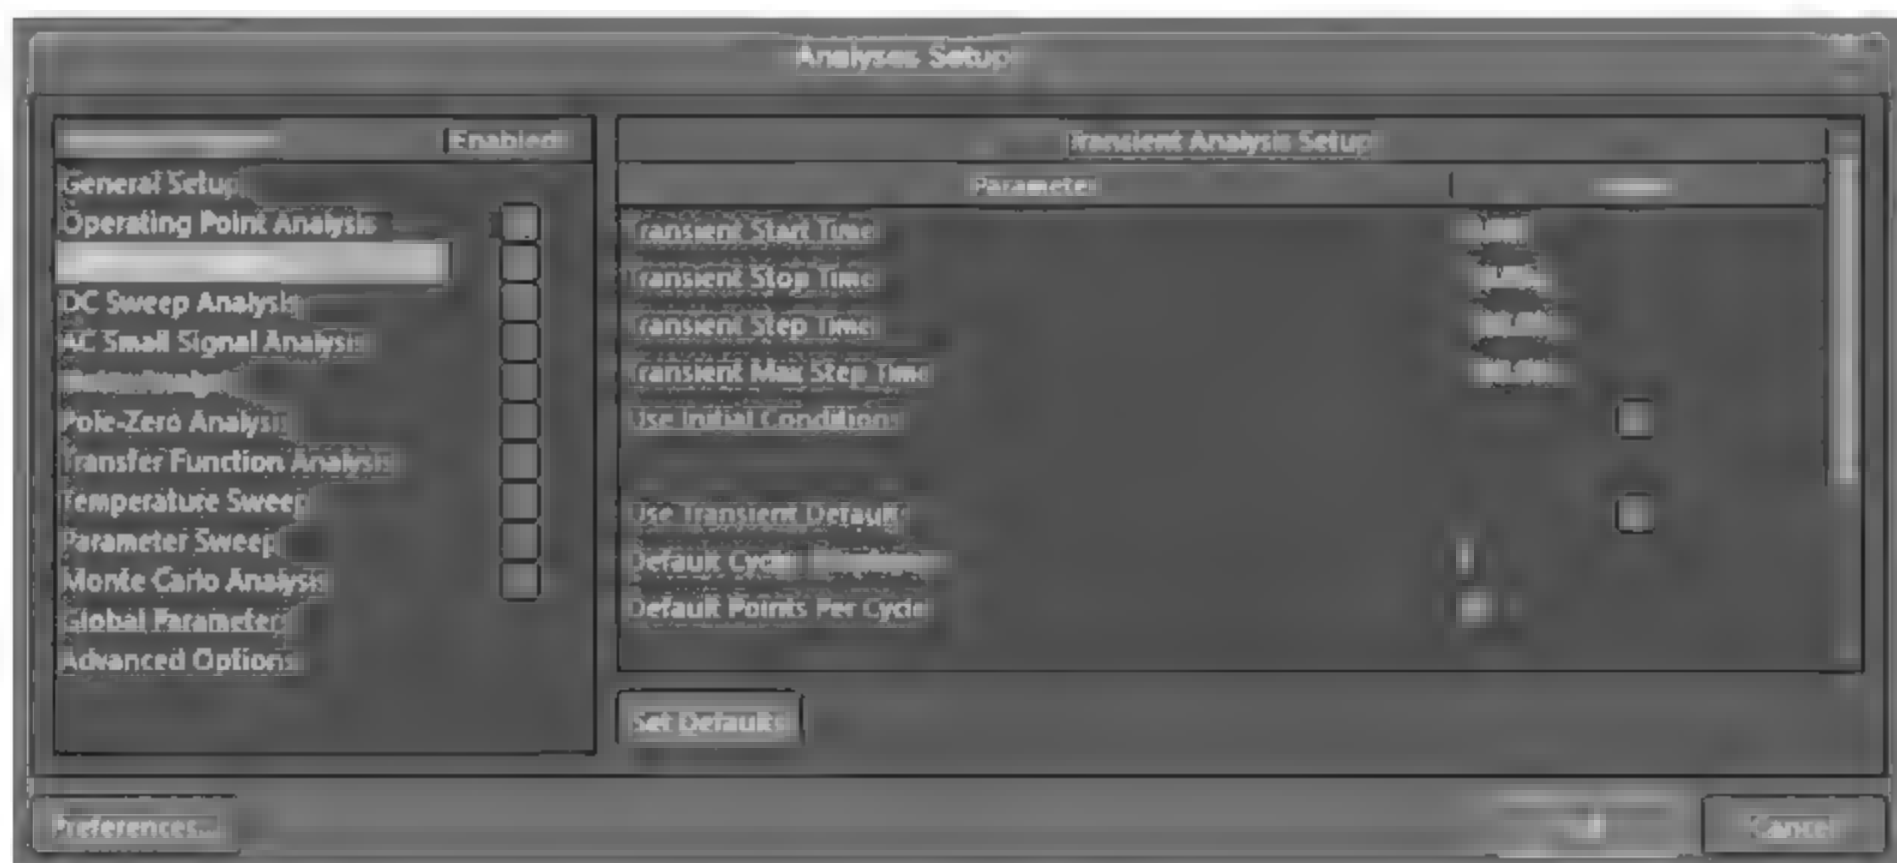 Analyses Setup
Enabled
General Setup
Operating Point Analysis
DC Sweep Analysis
AC Small Signal Analysis
Pole-Zero Analysis
Transfer Function Analysis
Temperature Sweep
Parameter Sweep
Monte Carlo Analysis
Global Parameters
Advanced Options
Transient Analysis Setup
Parameter
Transient Start Time
Transient Stop Time
Transient Step Time
Transient Max Step Time
Use Initial Conditions
Use Transient Defaults
Default Cycles
Default Points Per Cycle
Set Defaults
Preferences...
Cancel